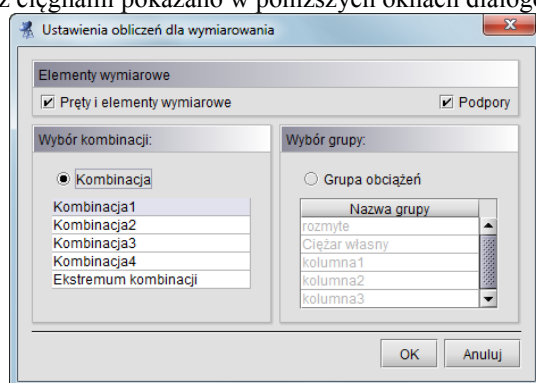 z cięgnami pokazano w poniższych oknach dialogo
Ustawienia obliczeń dla wymiarowania
Elementy wymiarowe
Pręty i elementy wymiarowe
Podpory
Wybór kombinacji:
Kombinacja
Kombinacja1
Kombinacja2
Kombinacja3
Kombinacja4
Ekstremum kombinacji
Wybór grupy:
Grupa obciążeń
Nazwa grupy
rozmyte
Ciężar własny
kolumna1
kolumna2
kolumna3
OK
Anuluj